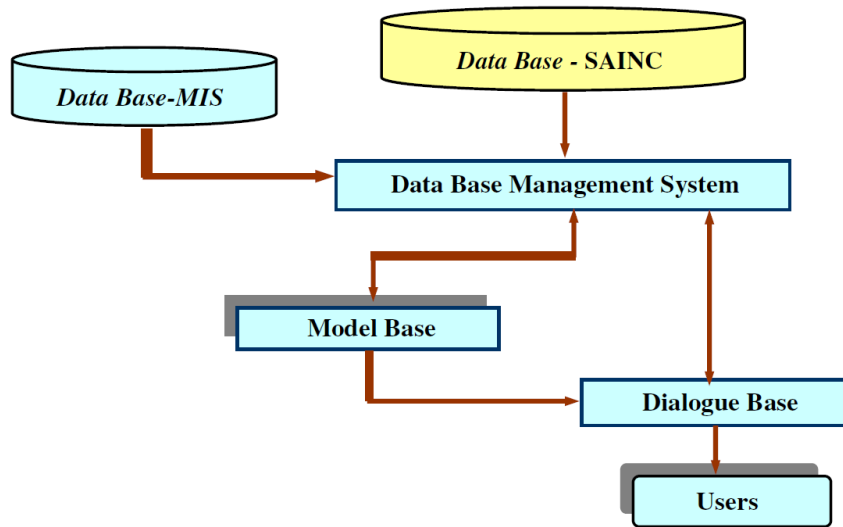 Data Base - SAINC
Data Base-MIS
Data Base Management System
Model Base
Dialogue Base
Users